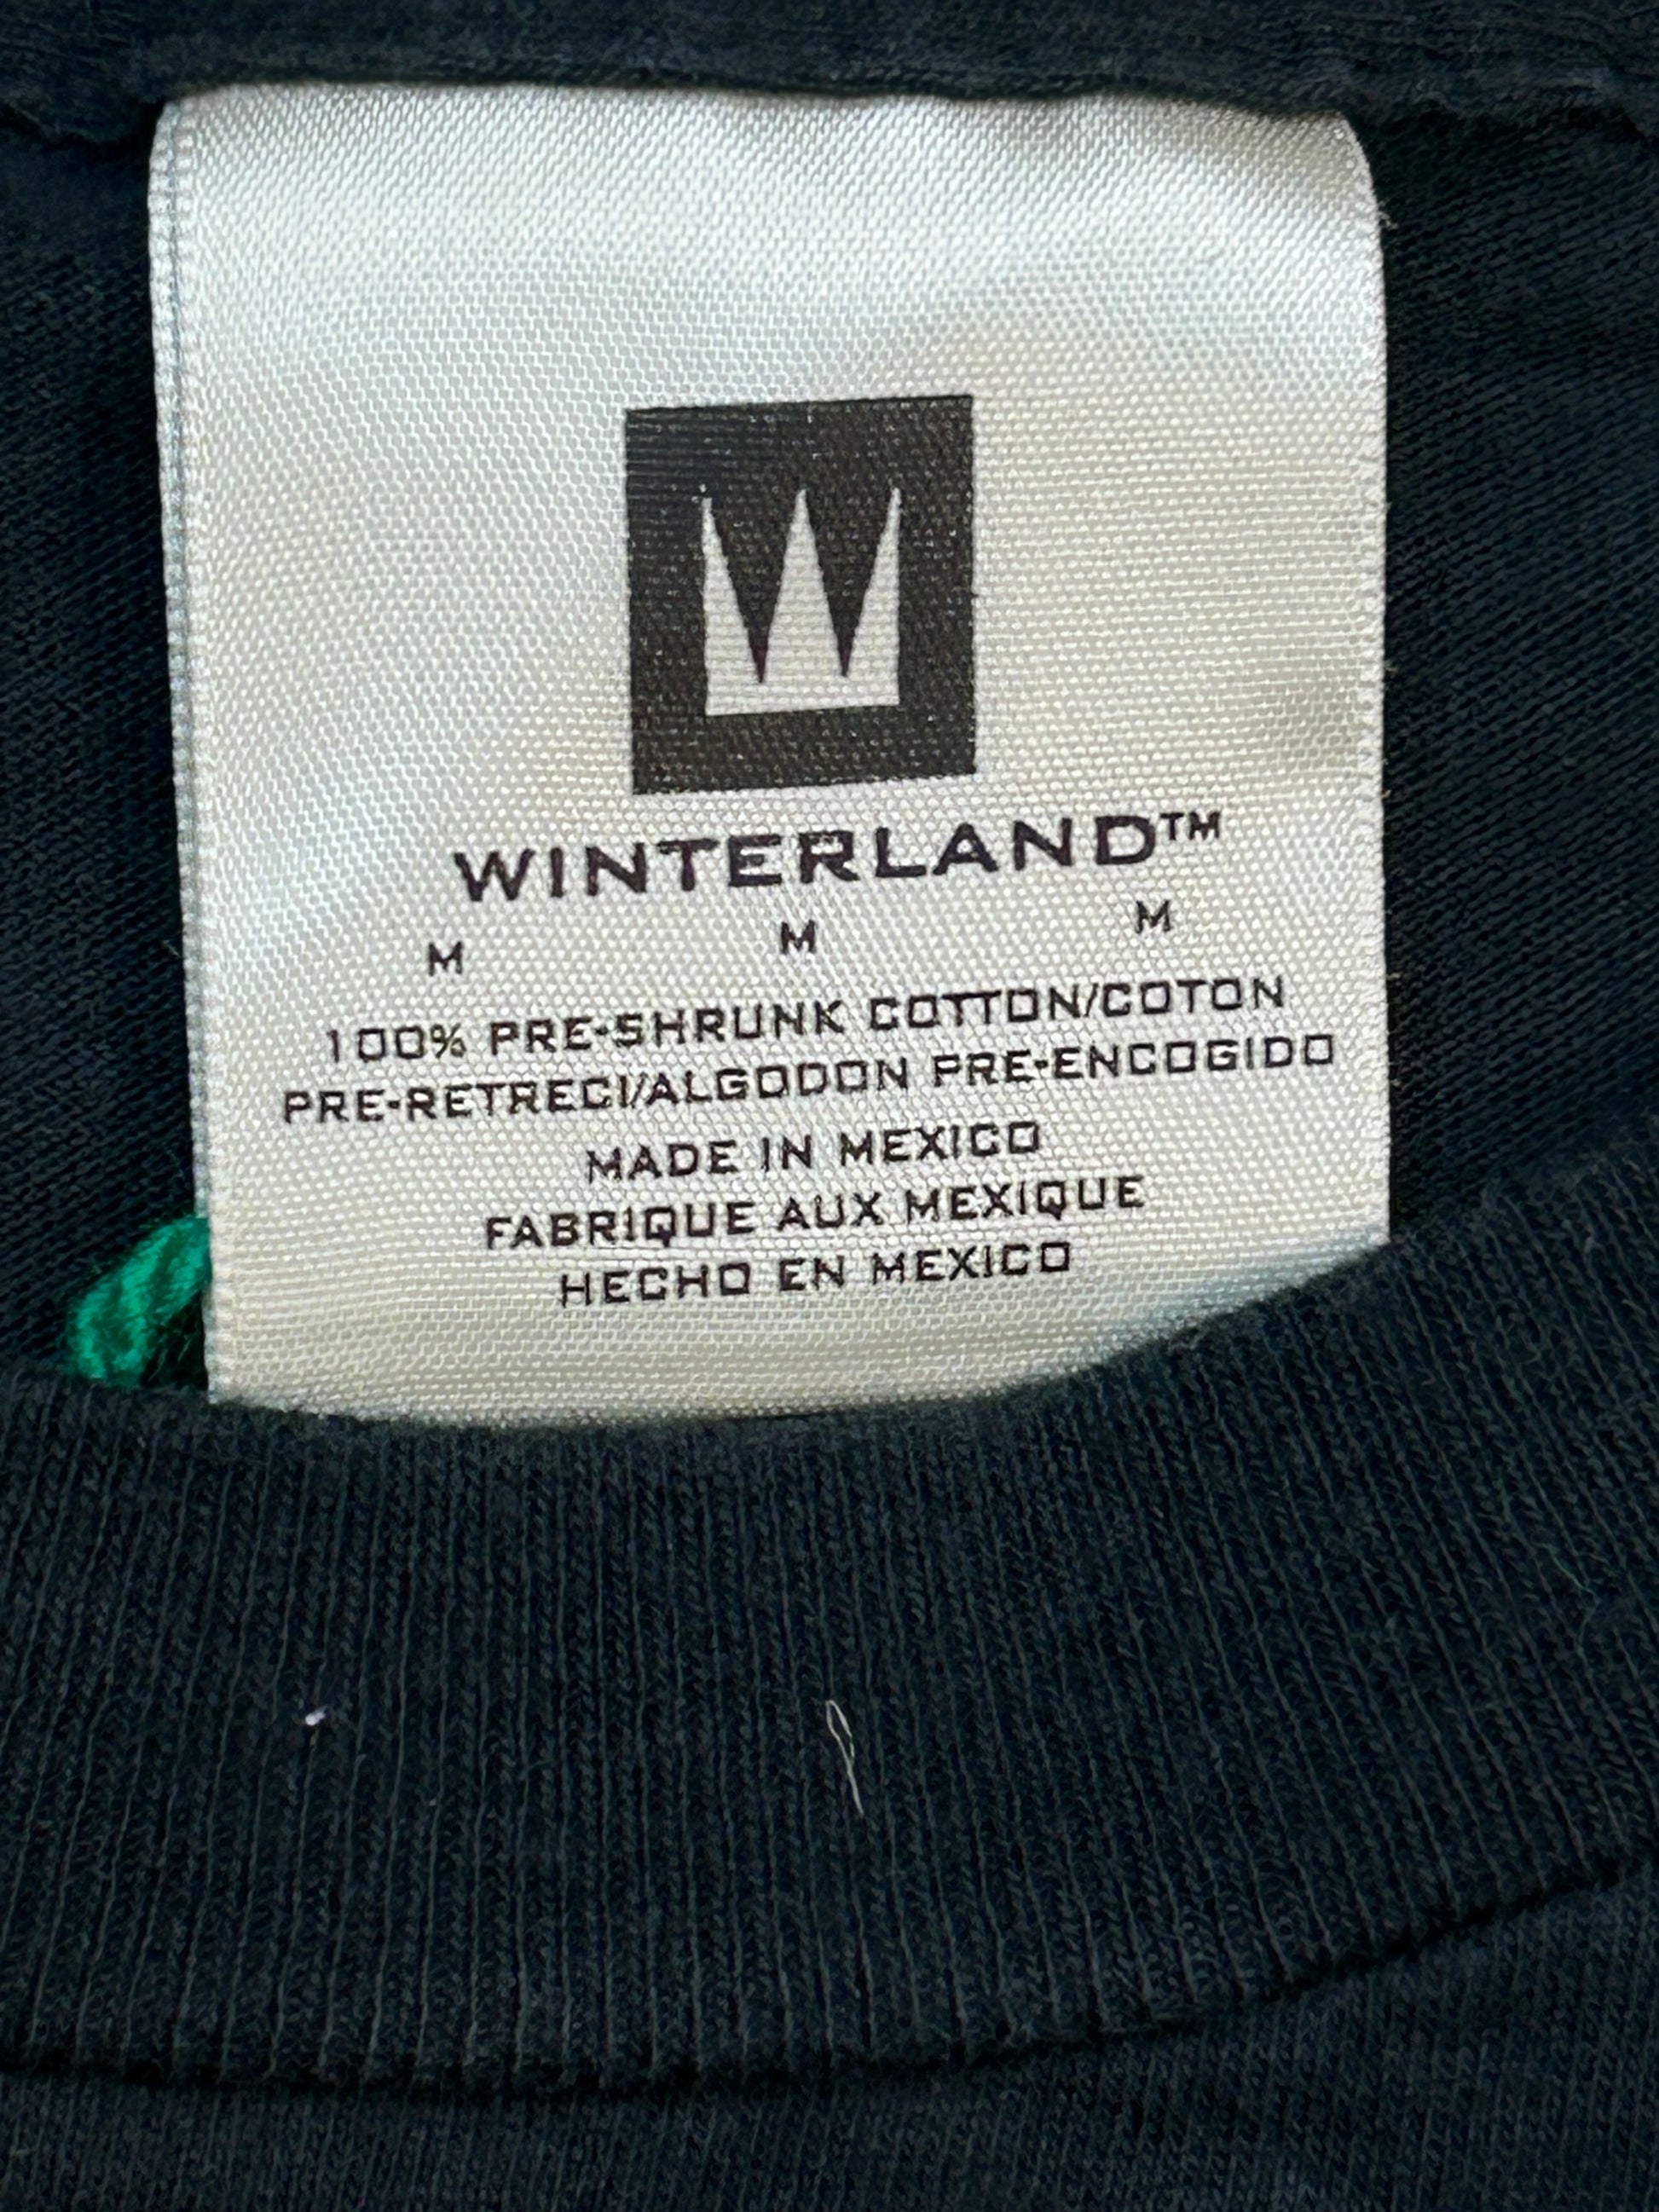 W
WINTERLAND™
M M M
100% PRE-SHRUNK COTTON/COTON
PRE-RETRECI/ALGODON PRE-ENCOGIDO
MADE IN MEXICO
FABRIQUE AUX MEXIQUE
HECHO EN MEXICO